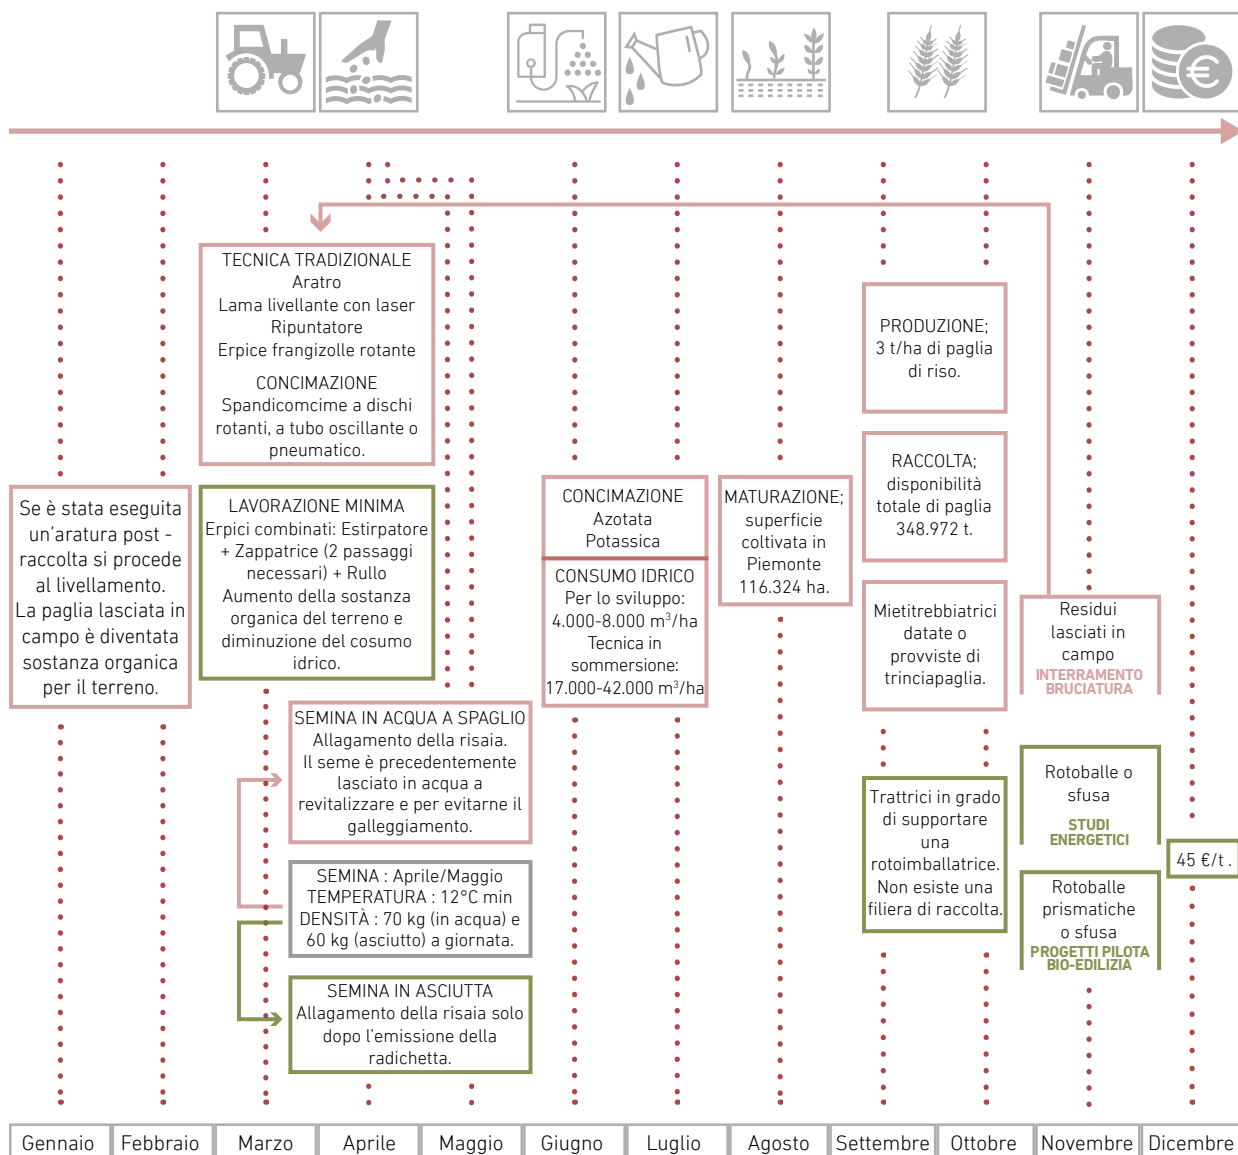 TECNICA TRADIZIONALE
Aratro
Lama livellante con laser
Ripuntatore
Erpice frangizolle rotante
CONCIMAZIONE
Spandicomcime a dischi
rotanti, a tubo oscillante o
pneumatico.
Se è stata eseguita
un'aratura post -
raccolta si procede
al livellamento.
La paglia lasciata in
campo è diventata
sostanza organica
per il terreno.
LAVORAZIONE MINIMA
Erpici combinati: Estirpatore
+ Zappatrice (2 passaggi
necessari) + Rullo
Aumento della sostanza
organica del terreno e
diminuzione del cosumo
idrico.
SEMINA IN ACQUA A SPAGLIO
Allagamento della risaia.
Il seme è precedentemente
lasciato in acqua a
revitalizzare e per evitarne il
galleggiamento.
SEMINA : Aprile/Maggio
TEMPERATURA : 12°C min
DENSITÀ : 70 kg (in acqua) e
60 kg (asciutto) a giornata.
SEMINA IN ASCIUTTA
Allagamento della risaia solo
dopo l'emissione della
radichetta.
CONCIMAZIONE
Azotata
Potassica
CONSUMO IDRICO
Per lo sviluppo:
4.000-8.000 m³/ha
Tecnica in
sommersione:
17.000-42.000 m³/ha
MATURAZIONE;
superficie
coltivata in
Piemonte
116.324 ha.
PRODUZIONE;
3 t/ha di paglia
di riso.
RACCOLTA;
disponibilità
totale di paglia
348.972 t.
Mietitrebbiatrici
datate o
provviste di
trinciapaglia.
Trattrici in grado
di supportare
una
rotoimballatrice.
Non esiste una
filiera di raccolta.
Residui
lasciati in
campo
INTERRAMENTO
BRUCIATURA
Rotoballe o
sfusa
STUDI
ENERGETICI
Rotoballe
prismatiche
o sfusa
PROGETTI PILOTA
BIO-EDILIZIA
45 €/t .
Gennaio Febbraio Marzo Aprile Maggio Giugno Luglio Agosto Settembre Ottobre Novembre Dicembre